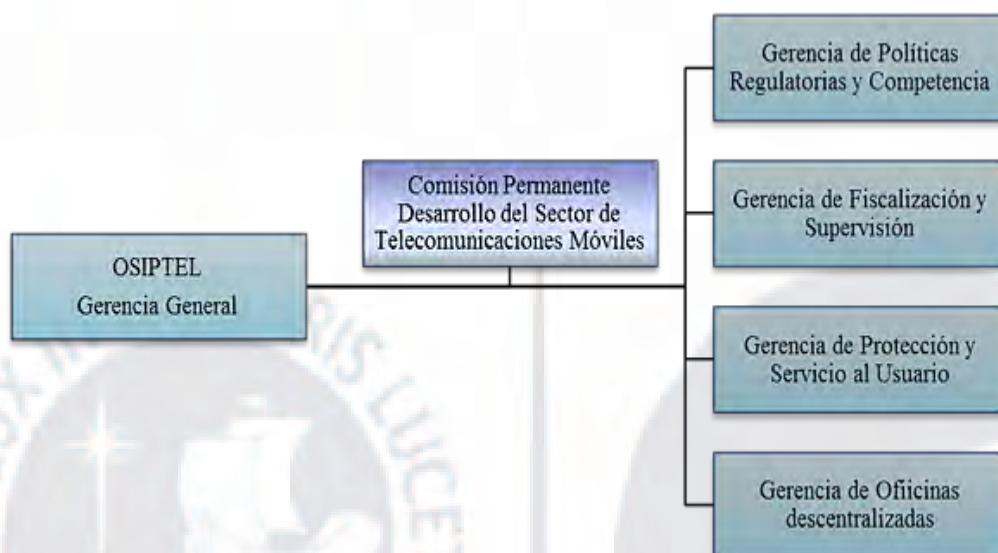 Gerencia de Políticas
Regulatorias y Competencia
Comisión Permanente
Desarrollo del Sector de
Telecomunicaciones Móviles
Gerencia de Fiscalización y
Supervisión
OSIPTEL
Gerencia General
Gerencia de Protección y
Servicio al Usuario
Gerencia de Ofiicinas
descentralizadas